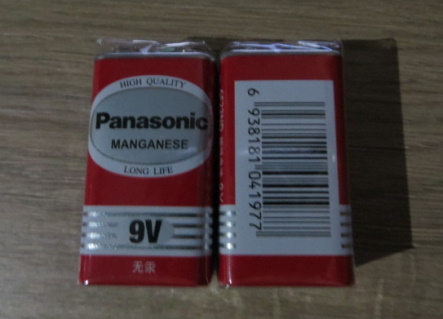 HIGH QUALITY
Panasonic
MANGANESE
LONG LIFE
9V
无汞
6 938181 041977